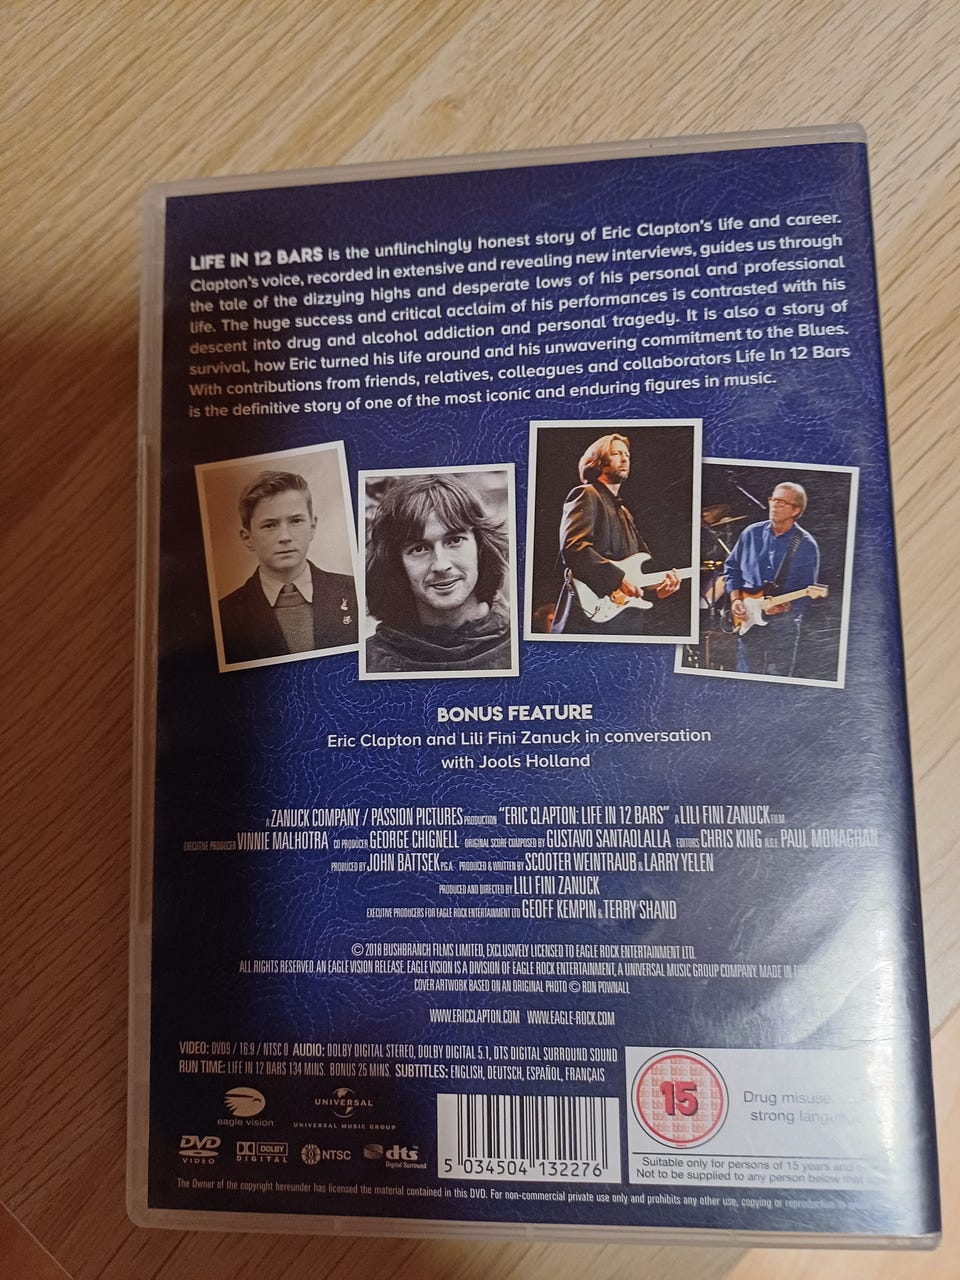 LIFE IN 12 BARS is the unflinchingly honest story of Eric Clapton's life and career.
Clapton's voice, recorded in extensive and revealing new interviews, guides us through
the tale of the dizzying highs and desperate lows of his personal and professional
life. The huge success and critical acclaim of his performances is contrasted with his
descent into drug and alcohol addiction and personal tragedy. It is also a story of
survival, how Eric turned his life around and his unwavering commitment to the Blues.
With contributions from friends, relatives, colleagues and collaborators Life In 12 Bars
is the definitive story of one of the most iconic and enduring figures in music.
BONUS FEATURE
Eric Clapton and Lili Fini Zanuck in conversation
with Jools Holland
A ZANUCK COMPANY / PASSION PICTURES PRODUCTION "ERIC CLAPTON: LIFE IN 12 BARS" A LILI FINI ZANUCK FILM
EXECUTIVE PRODUCER VINNIE MALHOTRA CO PRODUCER GEORGE CHIGNELL ORIGINAL SCORE COMPOSED BY GUSTAVO SANTAOLALLA EDITORS CHRIS KING A.C.E. PAUL MONAGHAN
PRODUCED BY JOHN BATTSEK P.G.A. PRODUCED & WRITTEN BY SCOOTER WEINTRAUB & LARRY YELEN
PRODUCED AND DIRECTED BY LILI FINI ZANUCK
EXECUTIVE PRODUCERS FOR EAGLE ROCK ENTERTAINMENT LTD GEOFF KEMPIN & TERRY SHAND
© 2018 BUSHBRANCH FILMS LIMITED, EXCLUSIVELY LICENSED TO EAGLE ROCK ENTERTAINMENT LTD.
ALL RIGHTS RESERVED. AN EAGLE VISION RELEASE. EAGLE VISION IS A DIVISION OF EAGLE ROCK ENTERTAINMENT, A UNIVERSAL MUSIC GROUP COMPANY. MADE IN THE
COVER ARTWORK BASED ON AN ORIGINAL PHOTO © RON POWNALL
WWW.ERICCLAPTON.COM WWW.EAGLE-ROCK.COM
VIDEO: DVD9 / 16:9 / NTSC 0 AUDIO: DOLBY DIGITAL STEREO, DOLBY DIGITAL 5.1, DTS DIGITAL SURROUND SOUND
RUN TIME: LIFE IN 12 BARS 134 MINS. BONUS 25 MINS. SUBTITLES: ENGLISH, DEUTSCH, ESPAÑOL, FRANÇAIS
eagle vision
UNIVERSAL
UNIVERSAL MUSIC GROUP
DVD
VIDEO
DOLBY
DIGITAL
NTSC
dts
Digital Surround
5 034504 132276
15
Drug misuse
strong
Suitable only for persons of 15 years and
Not to be supplied to any person below that
The Owner of the copyright hereunder has licensed the material contained in this DVD. For non-commercial private use only and prohibits any other use, copying or reproduction